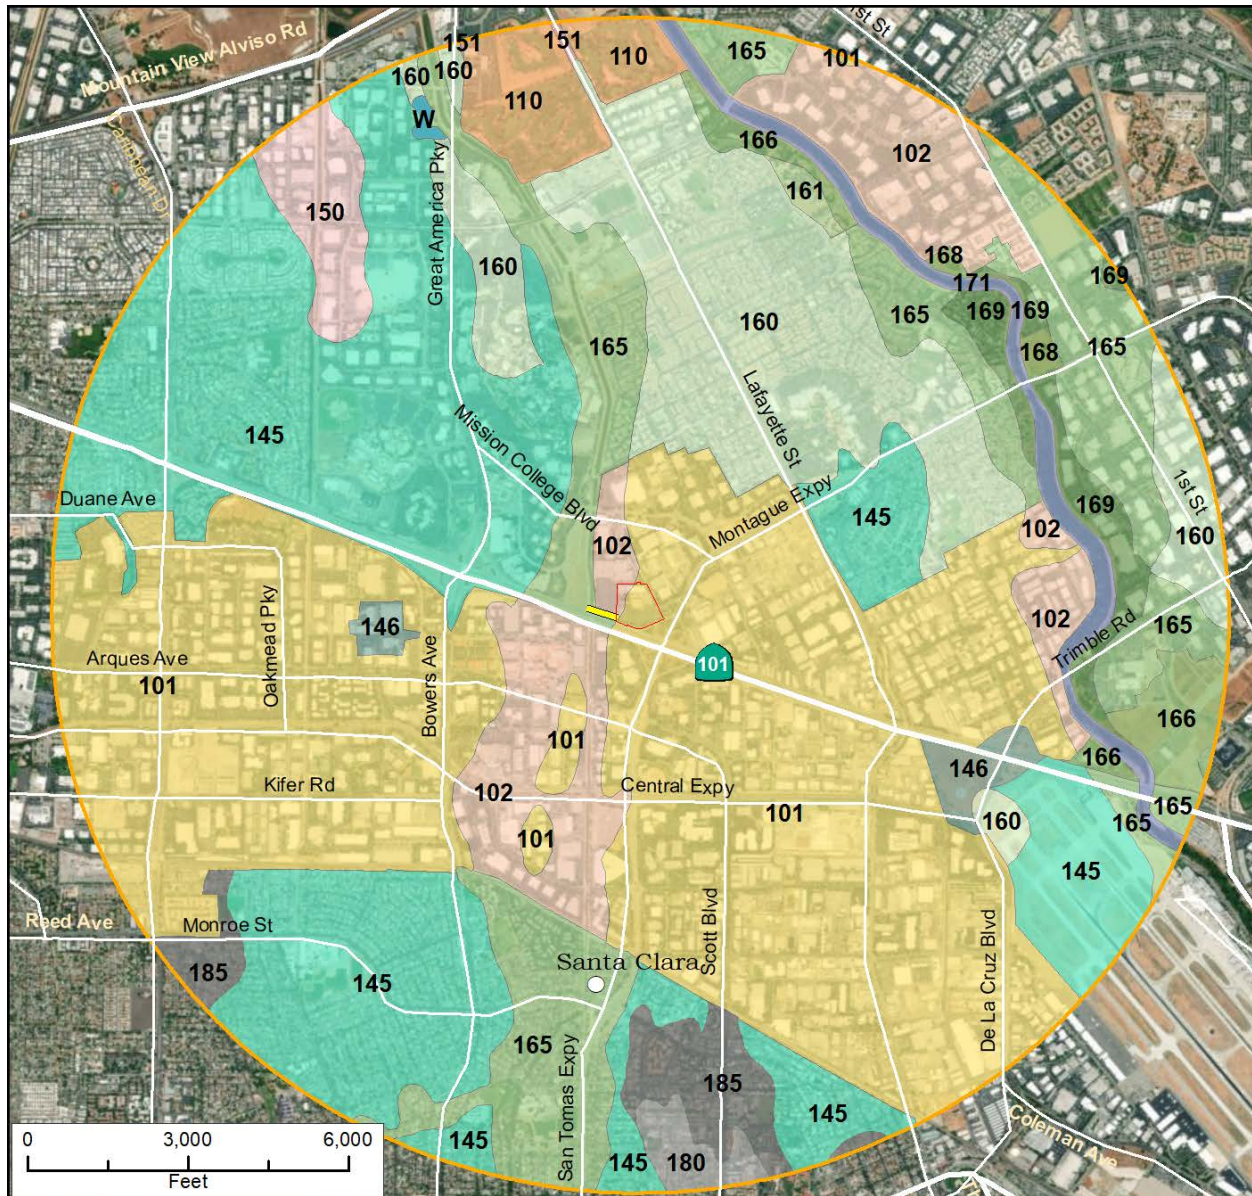 Mountain View Alviso Rd
1st St
151
151
110
165
101
160
160
110
W
166
102
161
Caribbean Dr
150
Great America Pky
160
168
171
169
169
169
165
168
165
160
165
Lafayette St
145
Mission College Blvd
Duane Ave
Montague Expy
145
169
1st St
102
160
102
146
102
165
Trimble Rd
Arques Ave
101
Oakmead Pky
Bowers Ave
101
101
166
166
146
Kifer Rd
102
Central Expy
101
160
165
165
101
145
Reed Ave
Monroe St
Scott Blvd
De La Cruz Blvd
Santa Clara
185
145
165
San Tomas Expy
185
145
145
145
180
Coleman Ave
0
3,000
6,000
Feet